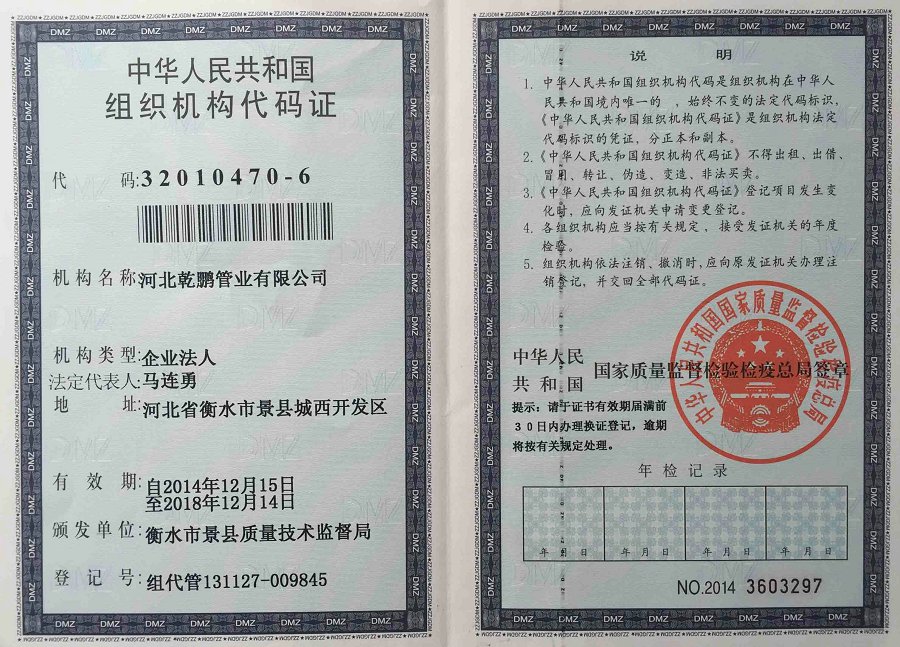 中华人民共和国
组织机构代码证
代 码:32010470-6
机构名称:河北乾鹏管业有限公司
机构类型:企业法人
法定代表人:马连勇
地 址:河北省衡水市景县城西开发区
有 效 期:自2014年12月15日
至2018年12月14日
颁发单位:衡水市景县质量技术监督局
登 记 号:组代管131127-009845
说 明
1. 中华人民共和国组织机构代码是组织机构在中华人
民共和国境内唯一的 ,始终不变的法定代码标识,
《中华人民共和国组织机构代码证》是组织机构法定
代码标识的凭证,分正本和副本。
2.《中华人民共和国组织机构代码证》不得出租、出借、
冒用、转让、伪造、变造、非法买卖。
3.《中华人民共和国组织机构代码证》登记项目发生变
化时,应向发证机关申请变更登记。
4. 各组织机构应当按有关规定,接受发证机关的年度
检验。
5. 组织机构依法注销、撤消时,应向原发证机关办理注
销登记,并交回全部代码证。
中华人民
共和国 国家质量监督检验检疫总局签章
中华人民共和国国家质量监督检验检疫总局
提示:请于证书有效期届满前
30日内办理换证登记,逾期
将按有关规定处理。
年检记录
年 月 日 年 月 日 年 月 日 年 月 日
NO.2014 3603297